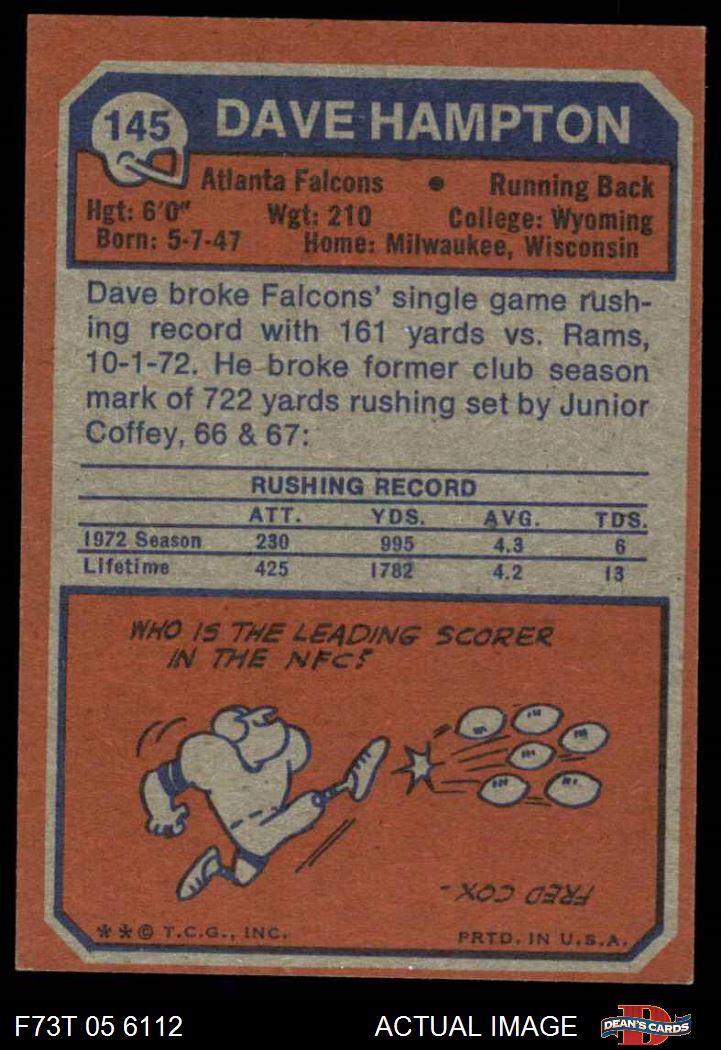 145 DAVE HAMPTON
Atlanta Falcons • Running Back
Hgt: 6'0" Wgt: 210 College: Wyoming
Born: 5-7-47 Home: Milwaukee, Wisconsin
Dave broke Falcons' single game rush-
ing record with 161 yards vs. Rams,
10-1-72. He broke former club season
mark of 722 yards rushing set by Junior
Coffey, 66 & 67:
RUSHING RECORD
ATT. YDS. AVG. TDS.
1972 Season 230 995 4.3 6
Lifetime 425 1782 4.2 13
WHO IS THE LEADING SCORER
IN THE NFC?
FRED COX.
**© T.C.G., INC. PRTD. IN U.S.A.
F73T 05 6112 ACTUAL IMAGE D DEAN'S CARDS